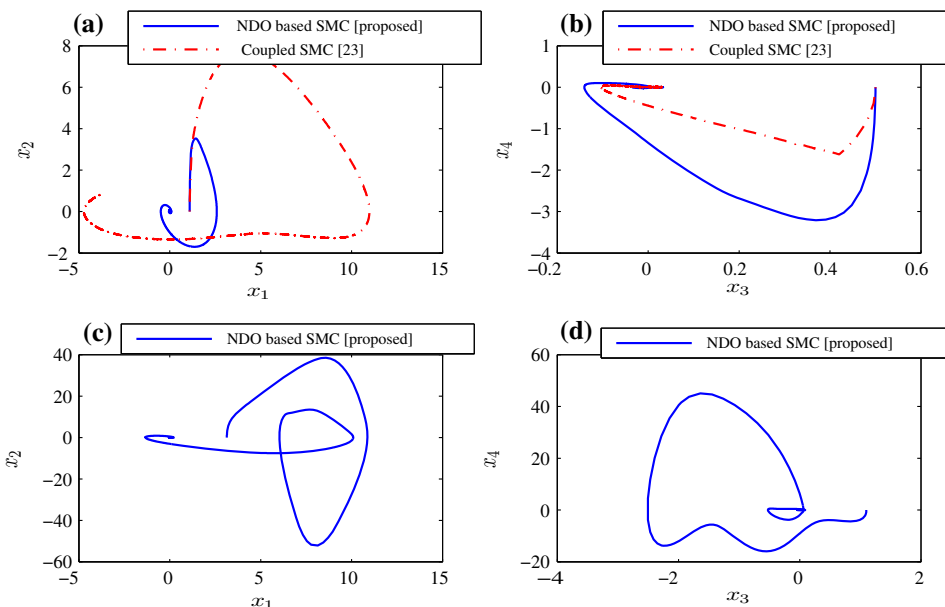 (a)
NDO based SMC [proposed]
Coupled SMC [23]
8
6
4
2
0
−2
x2
−5
0
5
10
15
x1
(b)
NDO based SMC [proposed]
Coupled SMC [23]
1
0
−1
−2
−3
−4
x4
−0.2
0
0.2
0.4
0.6
x3
(c)
NDO based SMC [proposed]
40
20
0
−20
−40
−60
x2
−5
0
5
10
15
x1
(d)
NDO based SMC [proposed]
60
40
20
0
−20
x4
−4
−2
0
2
x3